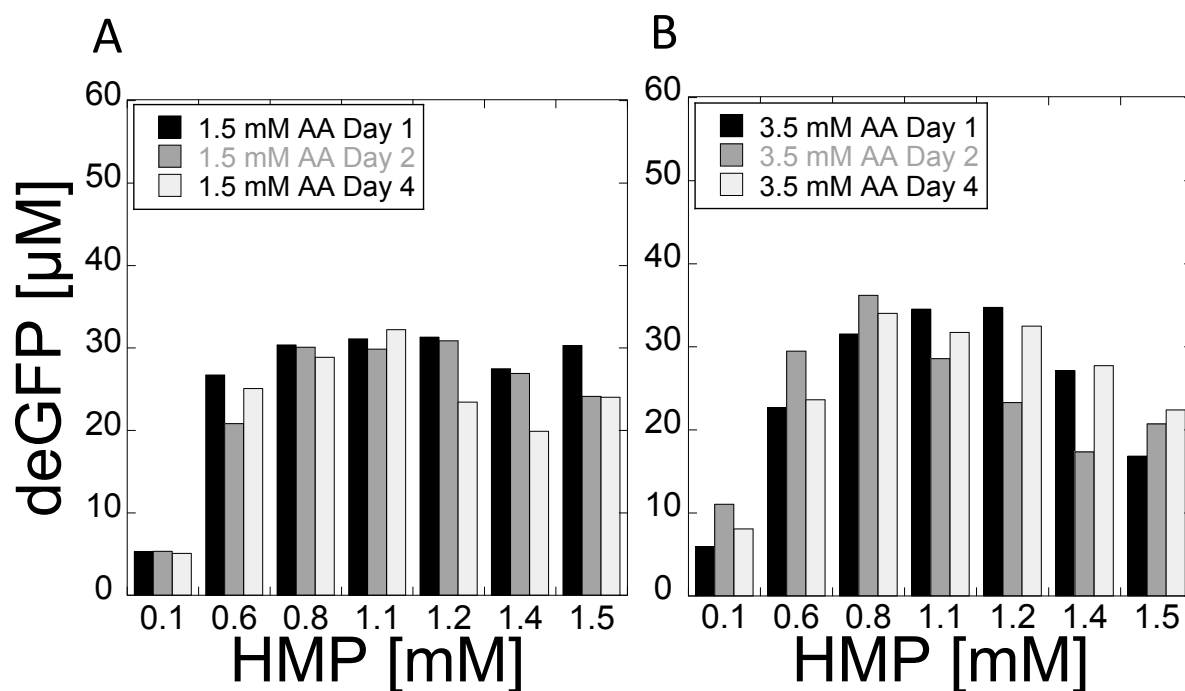 A
60
50
40
30
20
10
0
deGFP [µM]
1.5 mM AA Day 1
1.5 mM AA Day 2
1.5 mM AA Day 4
0.1 0.6 0.8 1.1 1.2 1.4 1.5
HMP [mM]
B
60
50
40
30
20
10
0
3.5 mM AA Day 1
3.5 mM AA Day 2
3.5 mM AA Day 4
0.1 0.6 0.8 1.1 1.2 1.4 1.5
HMP [mM]